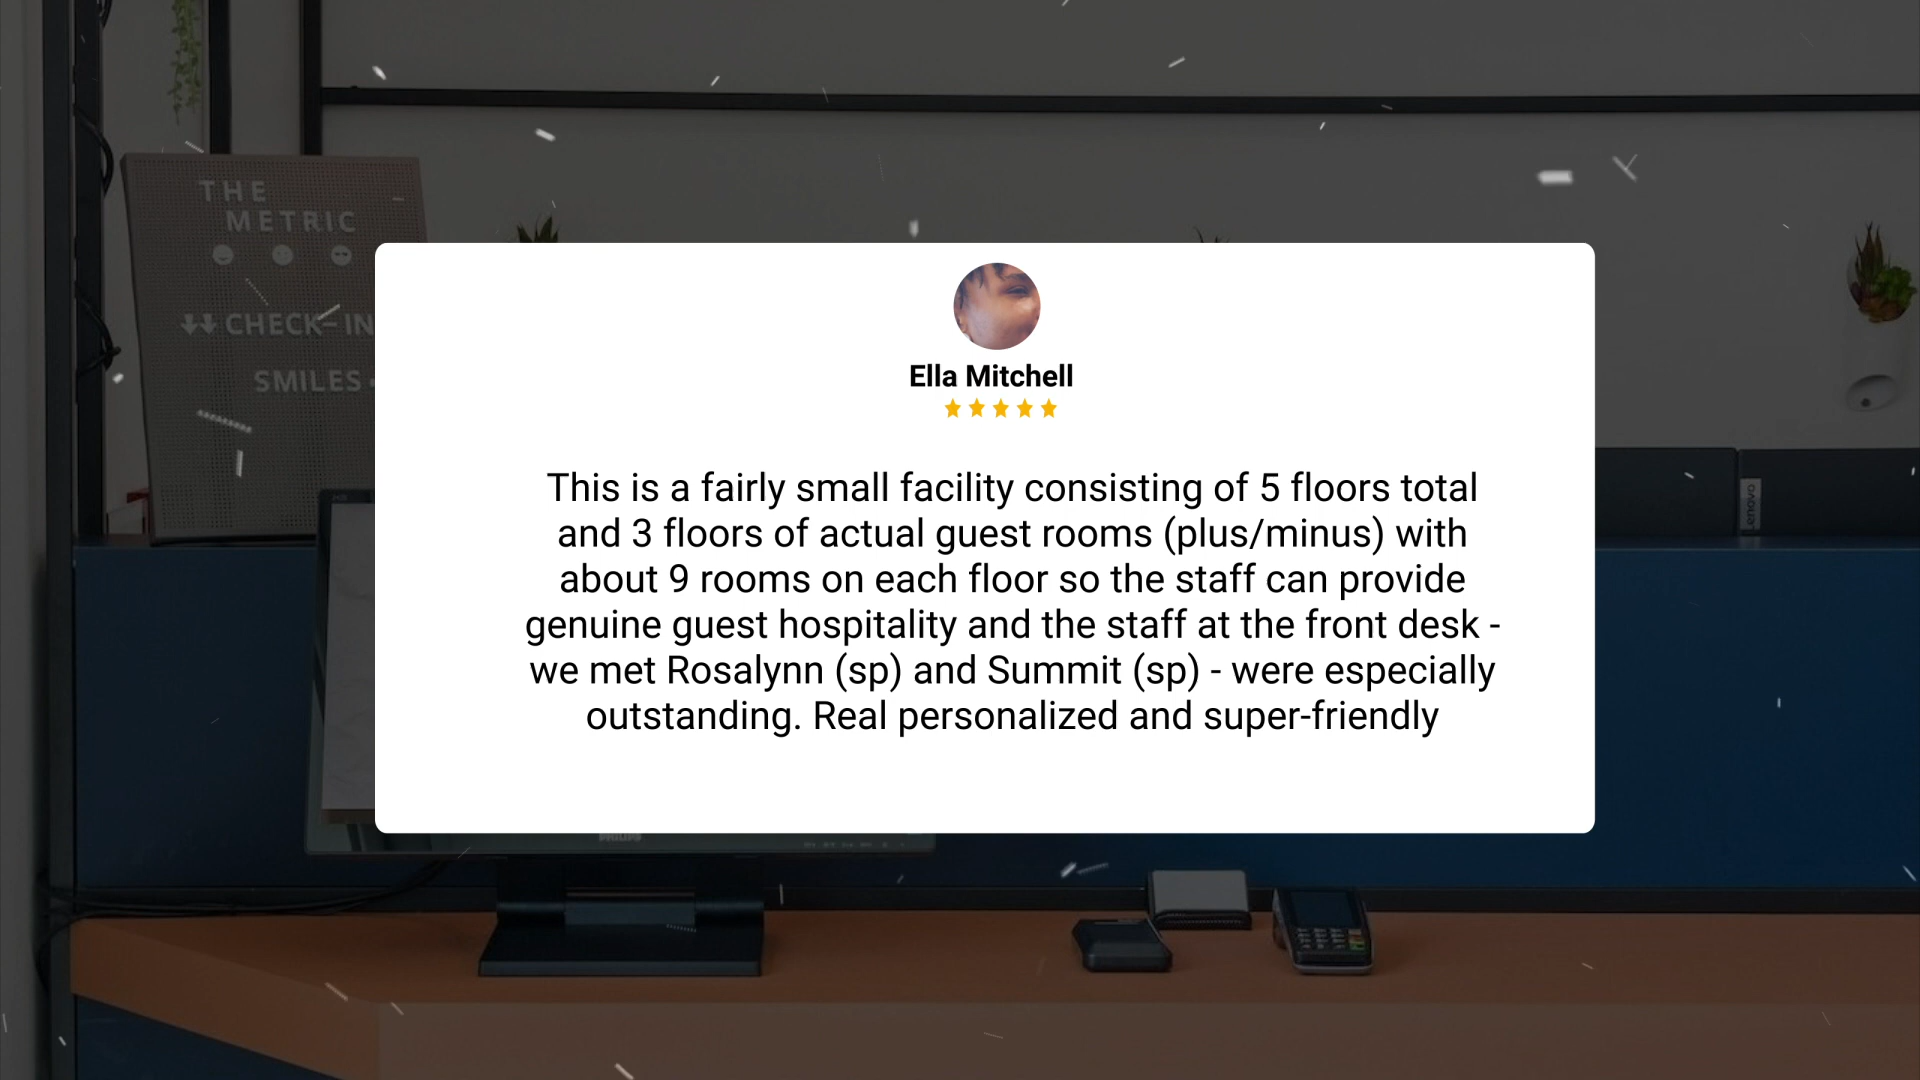 THE
METRIC
CHECK-IN
SMILES
Ella Mitchell
This is a fairly small facility consisting of 5 floors total
and 3 floors of actual guest rooms (plus/minus) with
about 9 rooms on each floor so the staff can provide
genuine guest hospitality and the staff at the front desk -
we met Rosalynn (sp) and Summit (sp) - were especially
outstanding. Real personalized and super-friendly
lenovo
PHILIPS